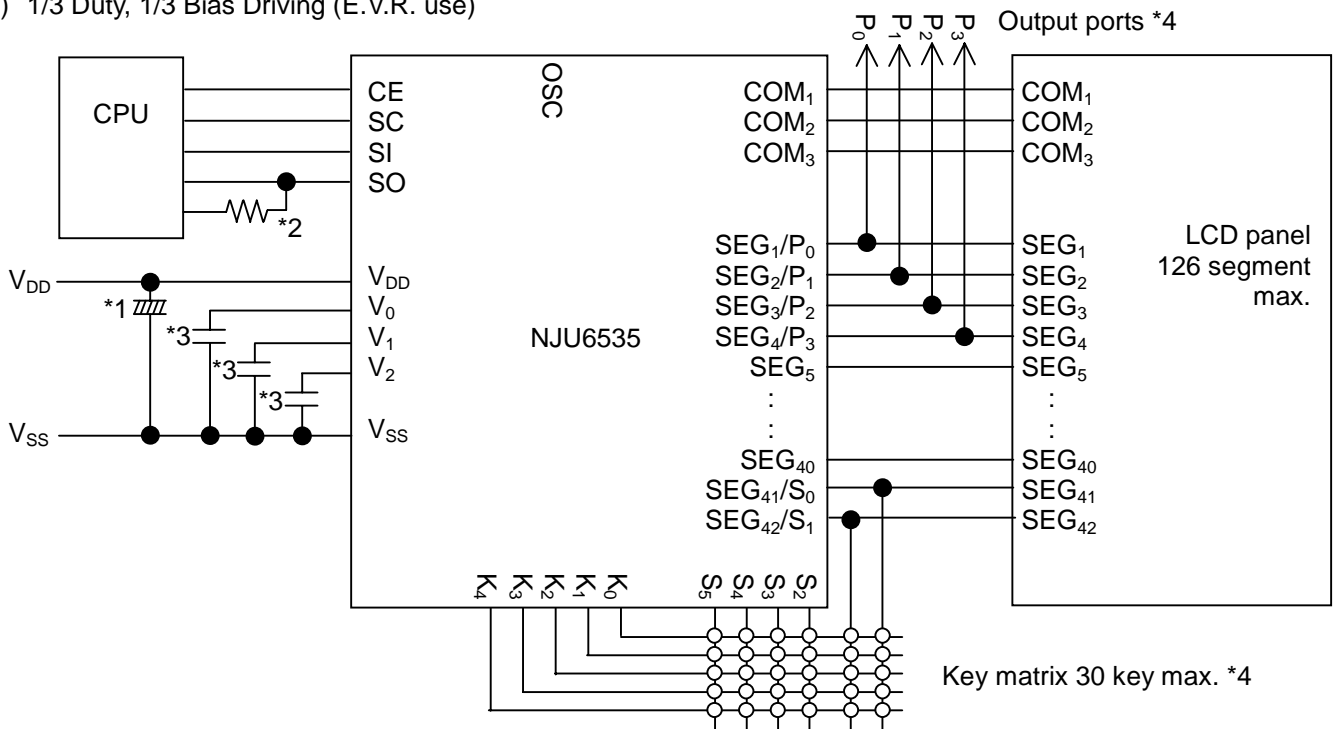 ) 1/3 Duty, 1/3 Bias Driving (E.V.R. use)
P₀ P₁ P₂ P₃ Output ports *4
CPU
CE
SC
SI
SO
*2
OSC
COM₁
COM₂
COM₃
COM₁
COM₂
COM₃
SEG₁/P₀
SEG₂/P₁
SEG₃/P₂
SEG₄/P₃
SEG₅
:
:
SEG₄₀
SEG₄₁/S₀
SEG₄₂/S₁
SEG₁
SEG₂
SEG₃
SEG₄
SEG₅
:
:
SEG₄₀
SEG₄₁
SEG₄₂
LCD panel
126 segment
max.
V_DD
*1
*3
*3
*3
V_SS
V_DD
V₀
V₁
V₂
V_SS
NJU6535
K₄ K₃ K₂ K₁ K₀
S₅ S₄ S₃ S₂
Key matrix 30 key max. *4